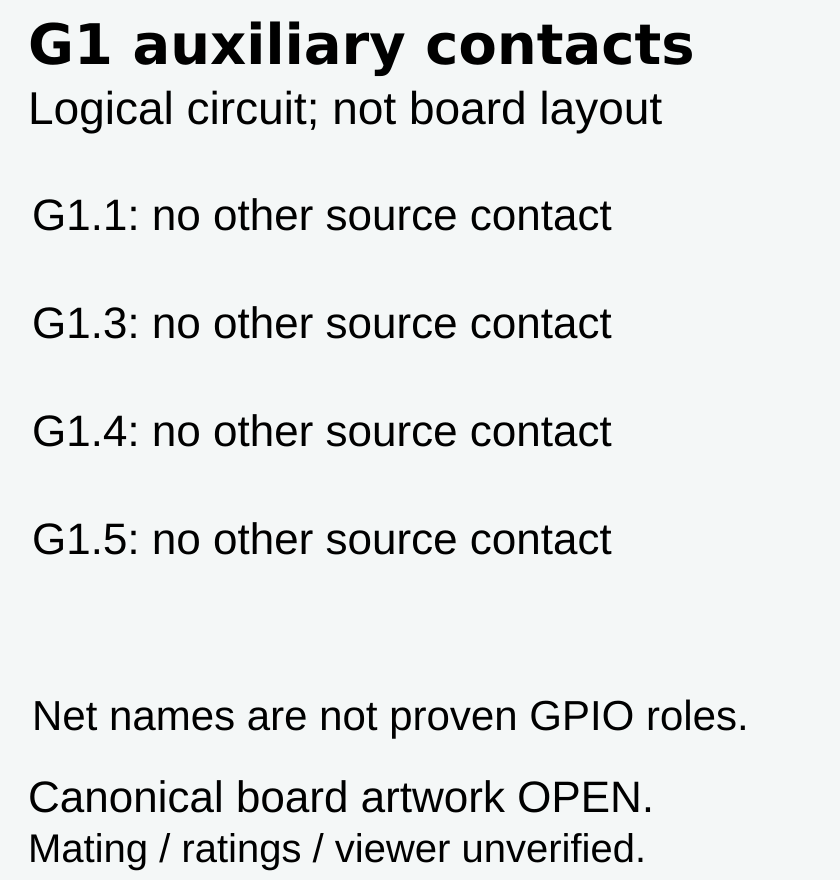 G1 auxiliary contacts
Logical circuit; not board layout
G1.1: no other source contact
G1.3: no other source contact
G1.4: no other source contact
G1.5: no other source contact
Net names are not proven GPIO roles.
Canonical board artwork OPEN.
Mating / ratings / viewer unverified.